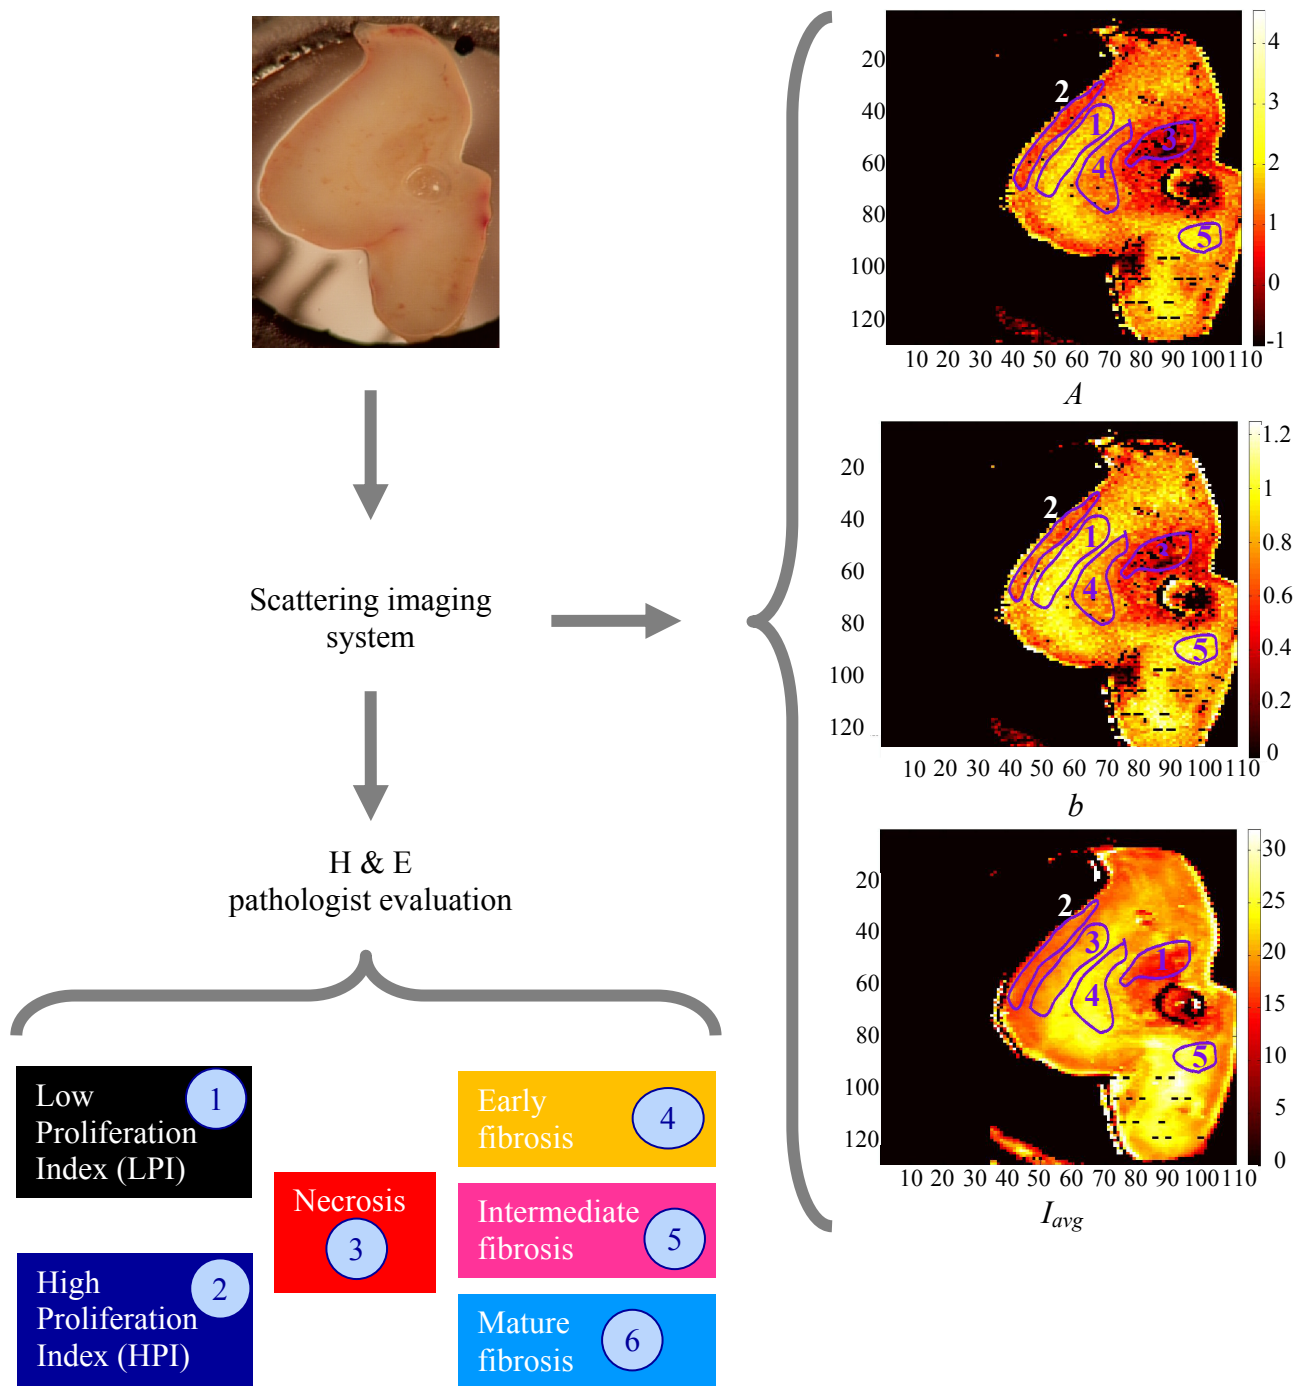 Scattering imaging
system
H & E
pathologist evaluation
Low
Proliferation
Index (LPI)
1
High
Proliferation
Index (HPI)
2
Necrosis
3
Early
fibrosis
4
Intermediate
fibrosis
5
Mature
fibrosis
6
20
40
60
80
100
120
2
1
4
3
5
4
3
2
1
0
-1
10 20 30 40 50 60 70 80 90 100 110
A
20
40
60
80
100
120
2
1
4
5
1.2
1
0.8
0.6
0.4
0.2
0
10 20 30 40 50 60 70 80 90 100 110
b
20
40
60
80
100
120
2
3
4
1
5
30
25
20
15
10
5
0
10 20 30 40 50 60 70 80 90 100 110
Iavg